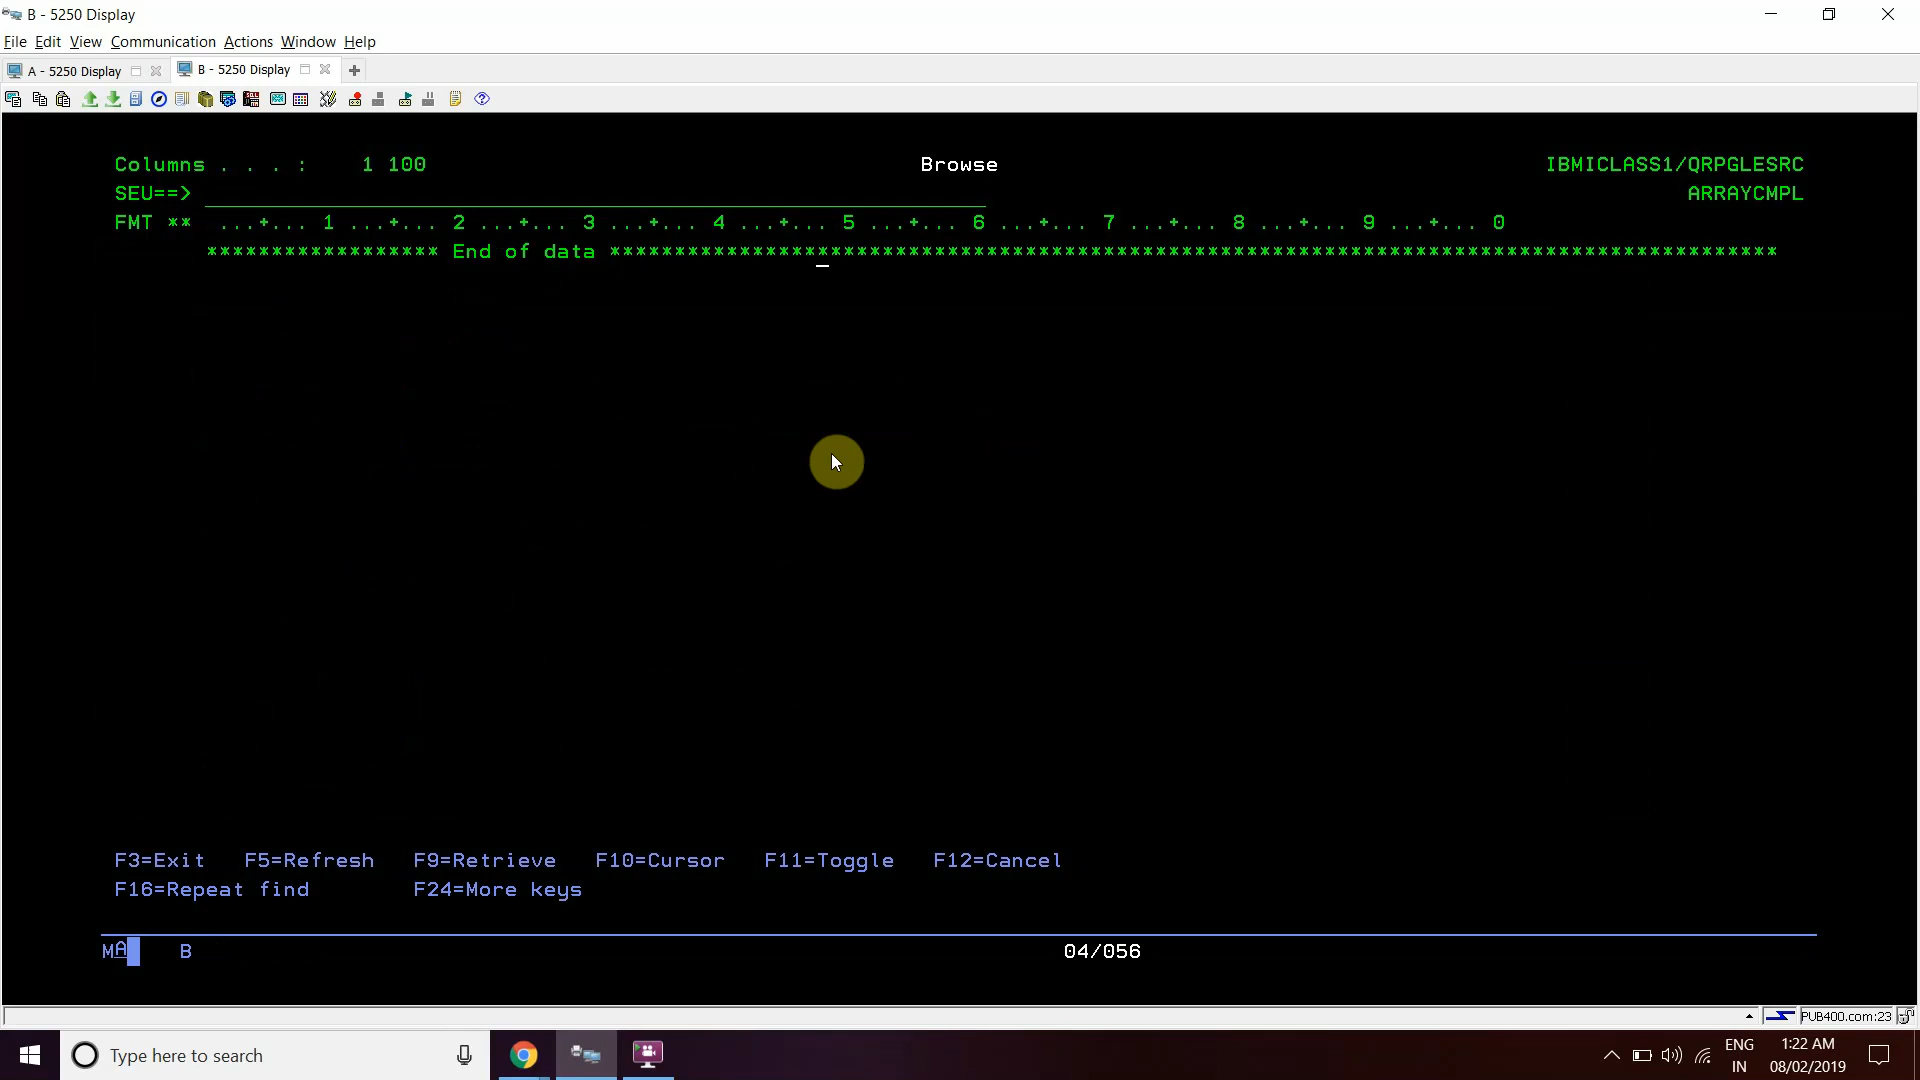 B - 5250 Display
File Edit View Communication Actions Window Help
A - 5250 Display B - 5250 Display
Columns . . . : 1 100 Browse IBMICLASS1/QRPGLESRC
SEU==> ARRAYCMPL
FMT ** ...+... 1 ...+... 2 ...+... 3 ...+... 4 ...+... 5 ...+... 6 ...+... 7 ...+... 8 ...+... 9 ...+... 0
****************** End of data ******************************************************************************************
F3=Exit F5=Refresh F9=Retrieve F10=Cursor F11=Toggle F12=Cancel
F16=Repeat find F24=More keys
MA B 04/056
PUB400.com:23
Type here to search
ENG 1:22 AM
IN 08/02/2019